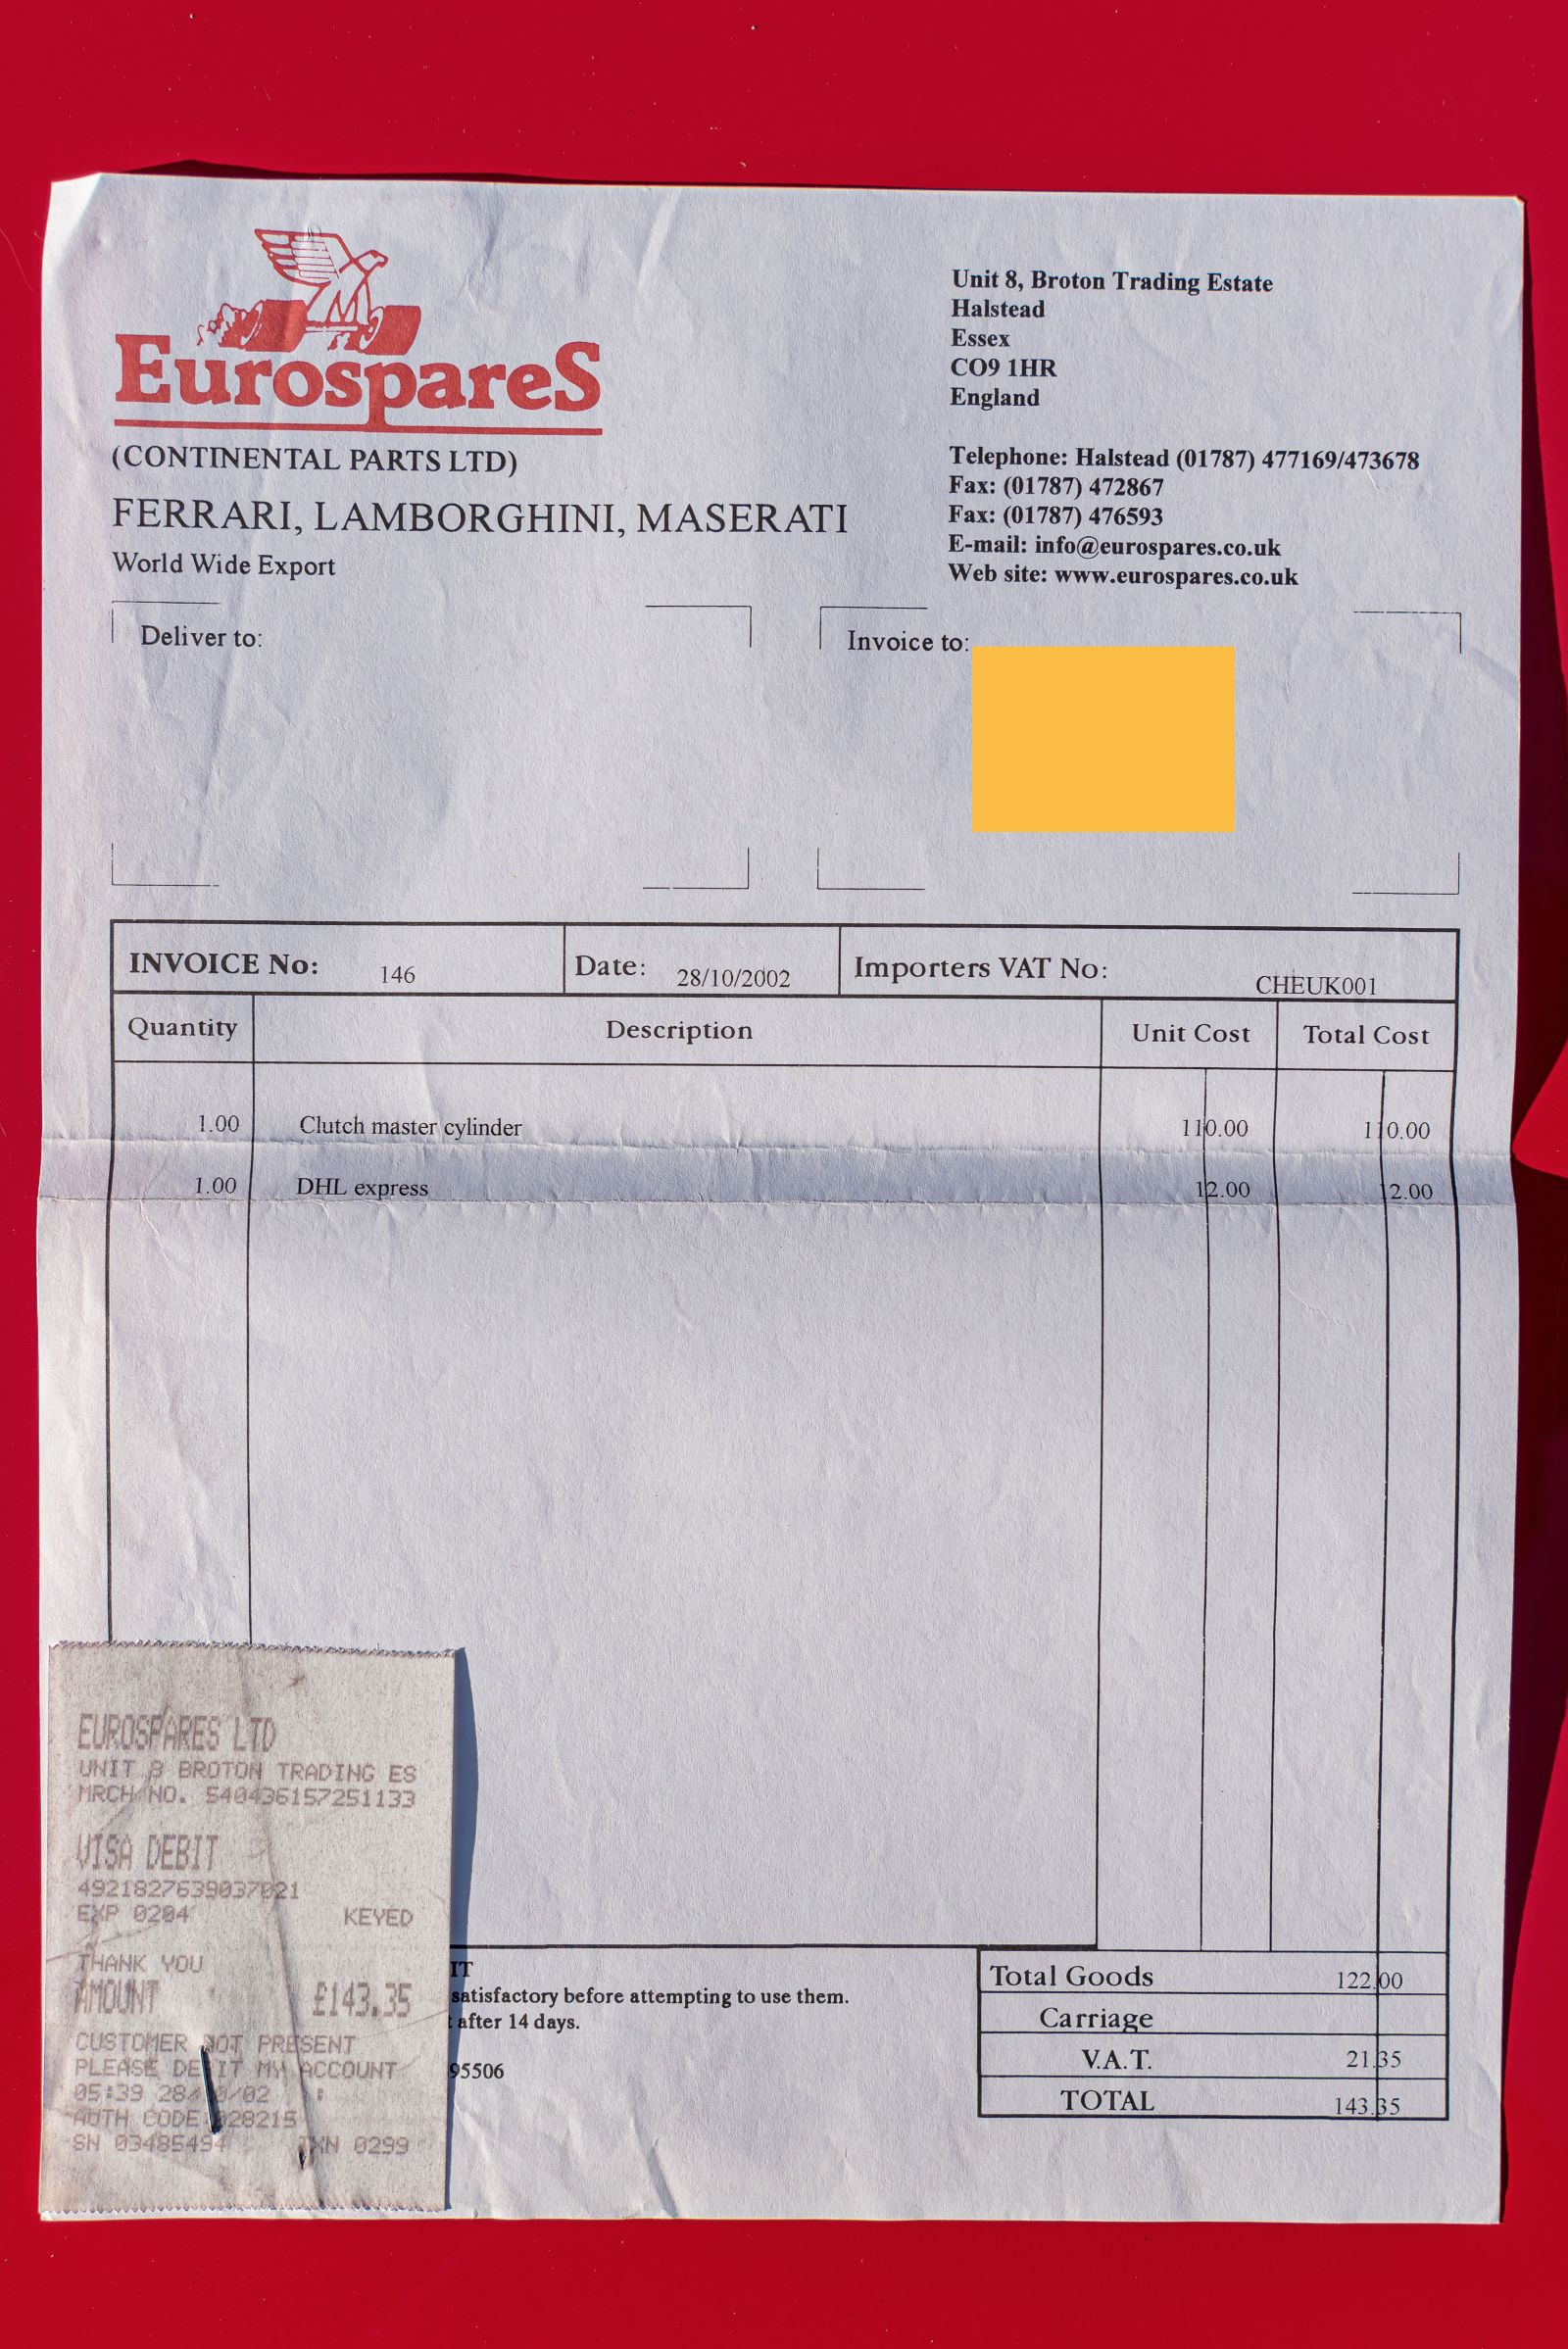 EurospareS
(CONTINENTAL PARTS LTD)
FERRARI, LAMBORGHINI, MASERATI
World Wide Export
Unit 8, Broton Trading Estate
Halstead
Essex
CO9 1HR
England
Telephone: Halstead (01787) 477169/473678
Fax: (01787) 472867
Fax: (01787) 476593
E-mail: info@eurospares.co.uk
Web site: www.eurospares.co.uk
Deliver to:
Invoice to:
INVOICE No: 146 Date: 28/10/2002 Importers VAT No: CHEUK001
Quantity Description Unit Cost Total Cost
1.00 Clutch master cylinder 110.00 110.00
1.00 DHL express 12.00 12.00
EUROSPARES LTD
UNIT 8 BROTON TRADING ES
MRCH NO. 540436157251133
VISA DEBIT
4921827639037021
EXP 0204 KEYED
THANK YOU
AMOUNT £143.35
CUSTOMER NOT PRESENT
PLEASE DEBIT MY ACCOUNT
05:39 28/10/02
AUTH CODE 028215
SN 03485494 TXN 0299
satisfactory before attempting to use them.
after 14 days.
95506
Total Goods 122.00
Carriage
V.A.T. 21.35
TOTAL 143.35